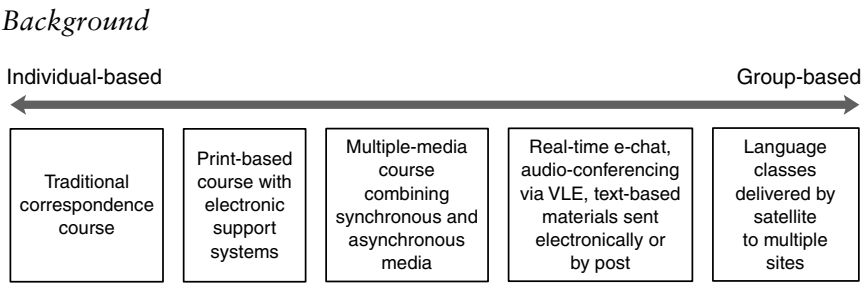 Background
Individual-based
Group-based
Traditional
correspondence
course
Print-based
course with
electronic
support
systems
Multiple-media
course
combining
synchronous and
asynchronous
media
Real-time e-chat,
audio-conferencing
via VLE, text-based
materials sent
electronically or
by post
Language
classes
delivered by
satellite
to multiple
sites